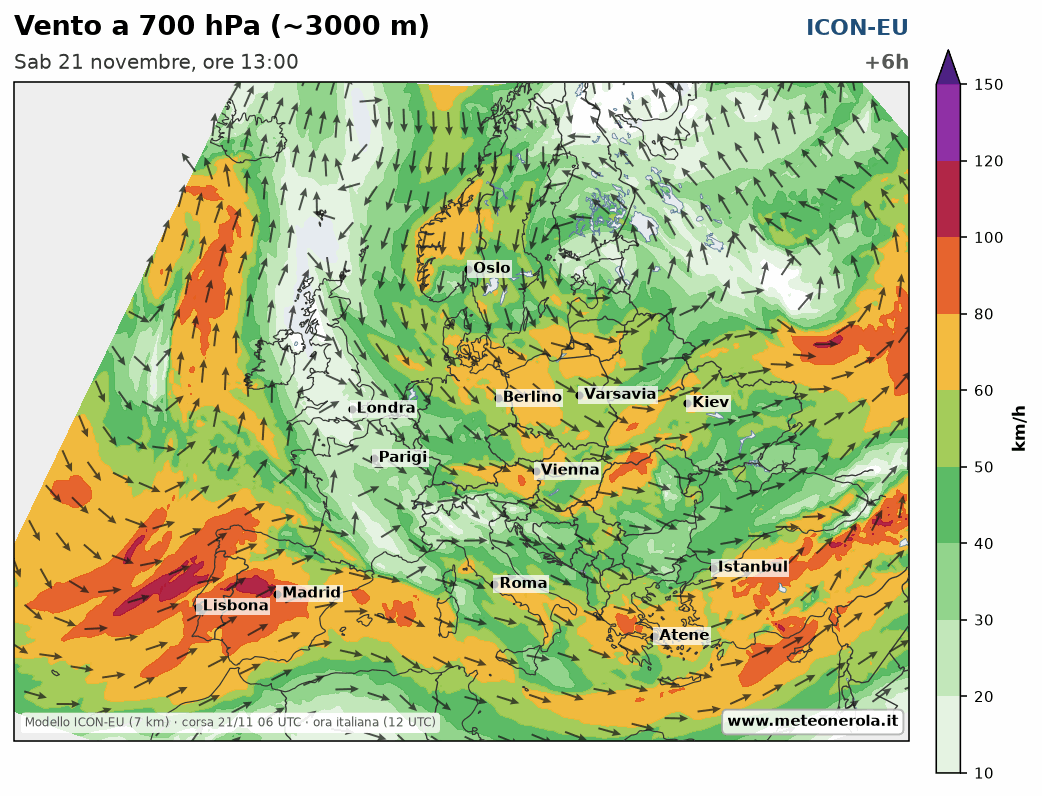 Vento a 700 hPa (~3000 m)
ICON-EU
Sab 21 novembre, ore 13:00
+6h
150
120
100
80
60
50
40
30
20
10
km/h
Oslo
Londra
Berlino
Varsavia
Kiev
Parigi
Vienna
Istanbul
Roma
Madrid
Lisbona
Atene
Modello ICON-EU (7 km) · corsa 21/11 06 UTC · ora italiana (12 UTC)
www.meteonerola.it